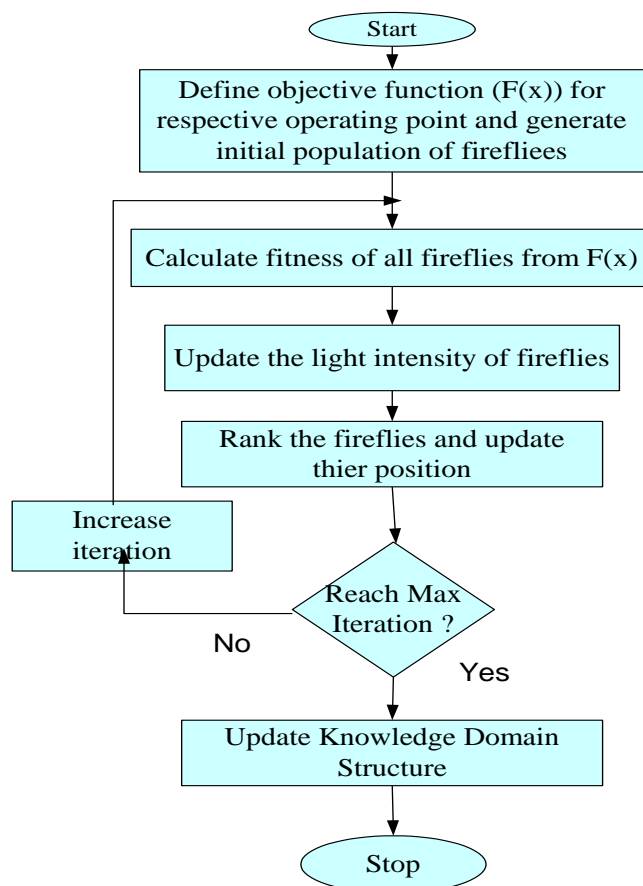 Start
Define objective function (F(x)) for
respective operating point and generate
initial population of firefliees
Calculate fitness of all fireflies from F(x)
Update the light intensity of fireflies
Rank the fireflies and update
thier position
Increase
iteration
Reach Max
Iteration ?
No
Yes
Update Knowledge Domain
Structure
Stop